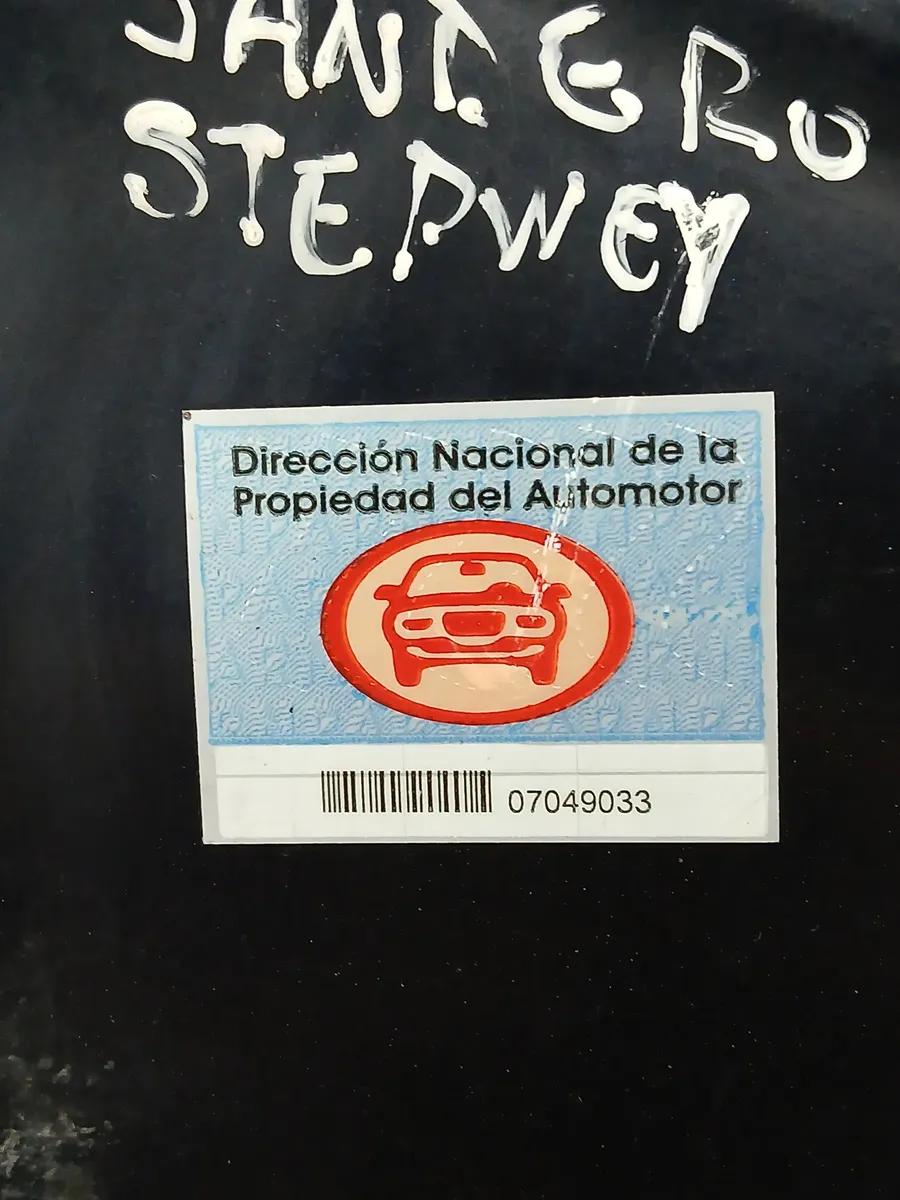 SANDERO
STEPWEY
Dirección Nacional de la
Propiedad del Automotor
07049033